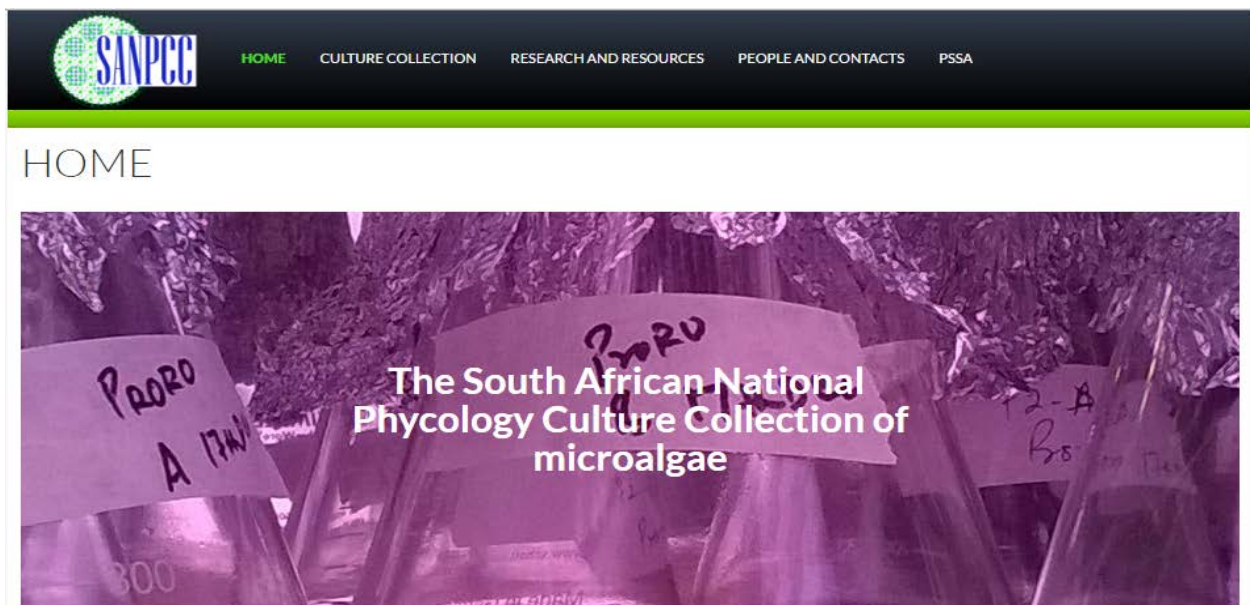 SANPCC
HOME CULTURE COLLECTION RESEARCH AND RESOURCES PEOPLE AND CONTACTS PSSA
HOME
PRORO
A
PRORO
The South African National
Phycology Culture Collection of
microalgae
300